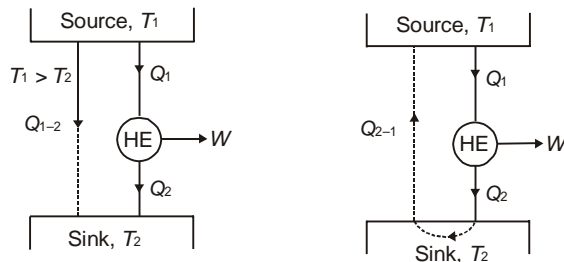 Source, T1
T1 > T2
Q1
Q1–2
HE
W
Q2
Sink, T2
Source, T1
Q1
Q2–1
HE
W
Q2
Sink, T2